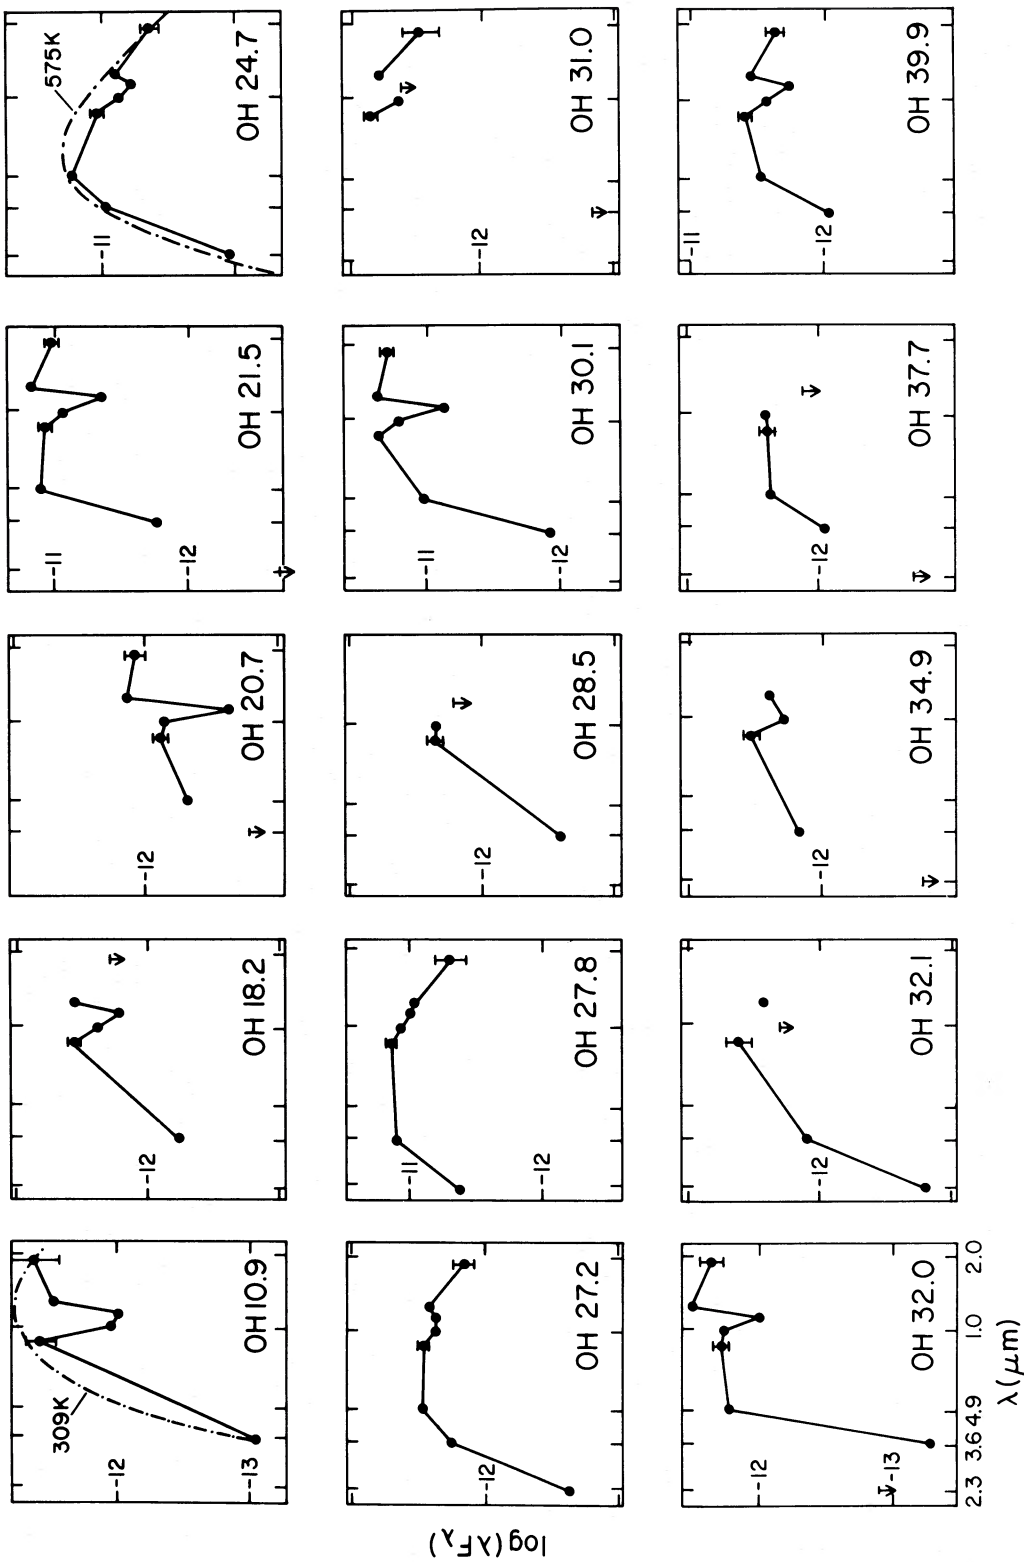 309K
-12
-13
OH 10.9
-12
OH 18.2
-12
OH 20.7
-11
-12
OH 21.5
575K
-11
OH 24.7
log (λFλ)
-12
OH 27.2
-11
-12
OH 27.8
-12
OH 28.5
-11
-12
OH 30.1
-12
OH 31.0
-12
-13
OH 32.0
-12
OH 32.1
-12
OH 34.9
-12
OH 37.7
-11
-12
OH 39.9
2.3 3.6 4.9 1.0 2.0
λ (μm)